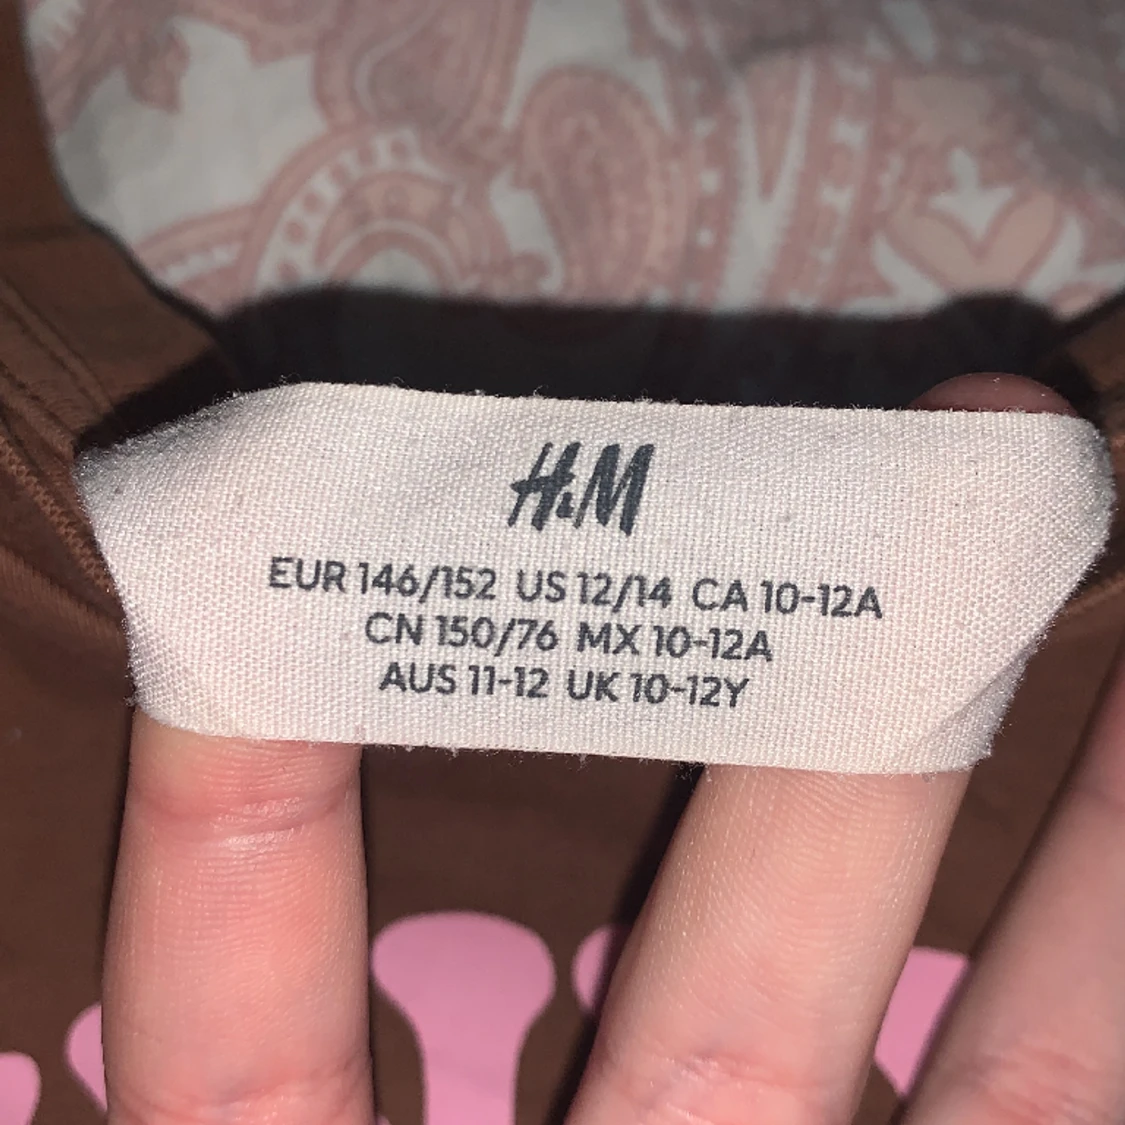 H&M
EUR 146/152 US 12/14 CA 10-12A
CN 150/76 MX 10-12A
AUS 11-12 UK 10-12Y